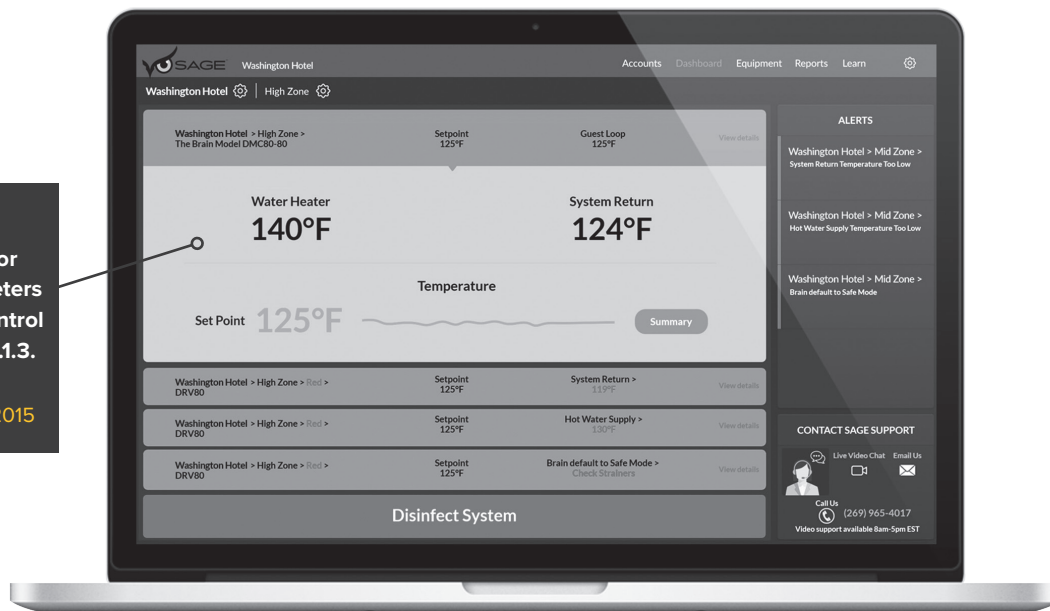 or
eters
ntrol
.1.3.
2015
SAGE Washington Hotel Accounts Dashboard Equipment Reports Learn
Washington Hotel | High Zone
Washington Hotel > High Zone >
The Brain Model DMC80-80
Setpoint
125°F
Guest Loop
125°F
View details
Water Heater
140°F
System Return
124°F
Temperature
Set Point 125°F
Summary
Washington Hotel > High Zone > Red >
DRV80
Setpoint
125°F
System Return >
119°F
View details
Washington Hotel > High Zone > Red >
DRV80
Setpoint
125°F
Hot Water Supply >
130°F
View details
Washington Hotel > High Zone > Red >
DRV80
Setpoint
125°F
Brain default to Safe Mode >
Check Strainers
View details
Disinfect System
ALERTS
Washington Hotel > Mid Zone >
System Return Temperature Too Low
Washington Hotel > Mid Zone >
Hot Water Supply Temperature Too Low
Washington Hotel > Mid Zone >
Brain default to Safe Mode
CONTACT SAGE SUPPORT
Live Video Chat Email Us
Call Us
(269) 965-4017
Video support available 8am-5pm EST